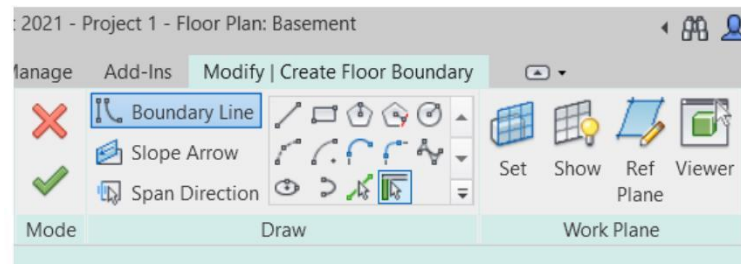 2021 - Project 1 - Floor Plan: Basement
Manage Add-Ins Modify | Create Floor Boundary
Boundary Line
Slope Arrow
Span Direction
Set Show Ref Plane Viewer
Mode Draw Work Plane